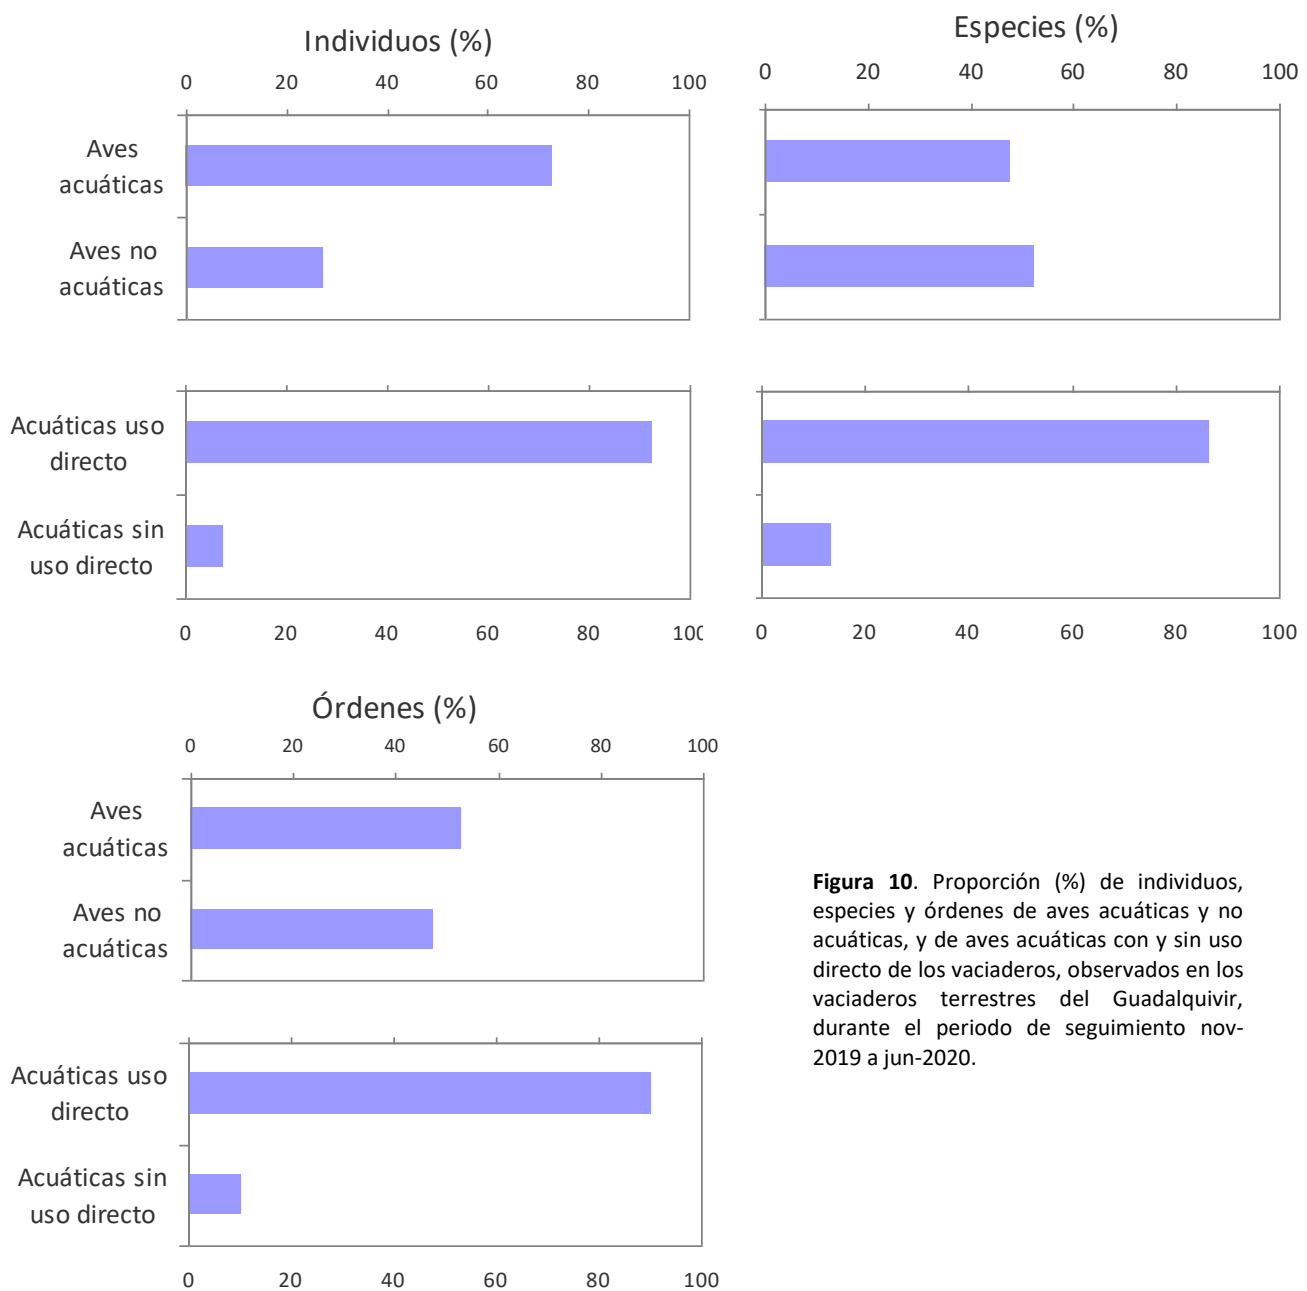 Individuos (%)
0 20 40 60 80 100
Aves
acuáticas
Aves no
acuáticas
Especies (%)
0 20 40 60 80 100
Acuáticas uso
directo
Acuáticas sin
uso directo
0 20 40 60 80 100
0 20 40 60 80 100
Órdenes (%)
0 20 40 60 80 100
Aves
acuáticas
Aves no
acuáticas
Acuáticas uso
directo
Acuáticas sin
uso directo
0 20 40 60 80 100
Figura 10. Proporción (%) de individuos,
especies y órdenes de aves acuáticas y no
acuáticas, y de aves acuáticas con y sin uso
directo de los vaciaderos, observados en los
vaciaderos terrestres del Guadalquivir,
durante el periodo de seguimiento nov-
2019 a jun-2020.